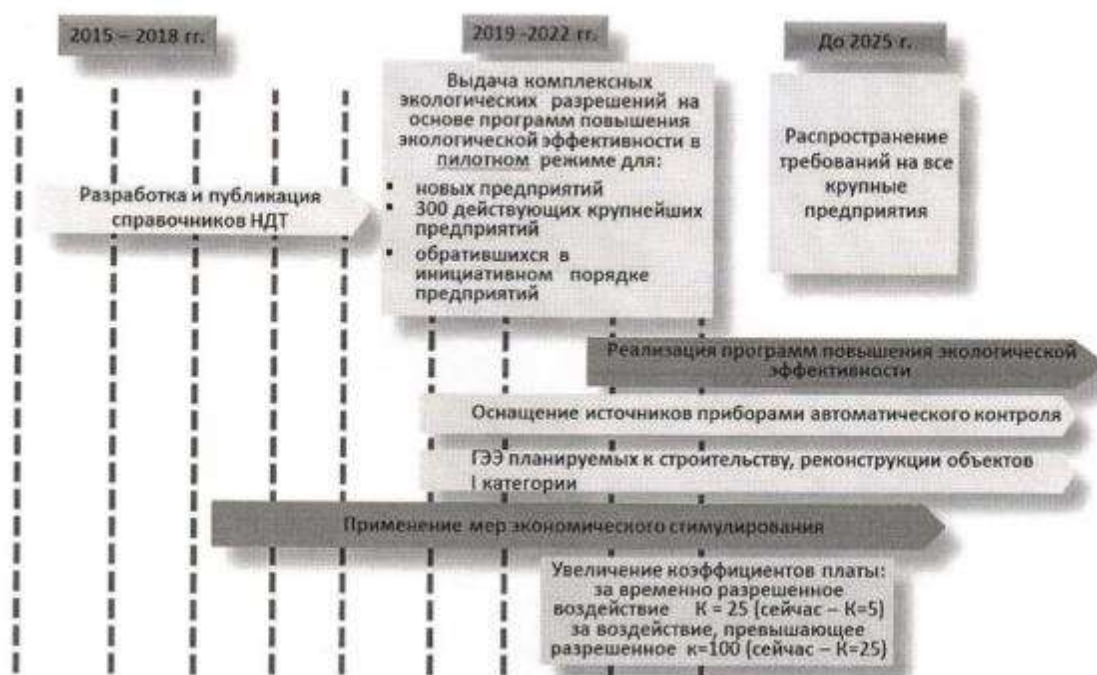 2015 – 2018 гг.
2019 -2022 гг.
До 2025 г.
Выдача комплексных
экологических разрешений на
основе программ повышения
экологической эффективности в
пилотном режиме для:
▪ новых предприятий
▪ 300 действующих крупнейших
предприятий
▪ обратившихся в
инициативном порядке
предприятий
Распространение
требований на все
крупные
предприятия
Разработка и публикация
справочников НДТ
Реализация программ повышения экологической
эффективности
Оснащение источников приборами автоматического контроля
ГЭЭ планируемых к строительству, реконструкции объектов
I категории
Применение мер экономического стимулирования
Увеличение коэффициентов платы:
за временно разрешенное
воздействие К = 25 (сейчас – К=5)
за воздействие, превышающее
разрешенное к=100 (сейчас – К=25)